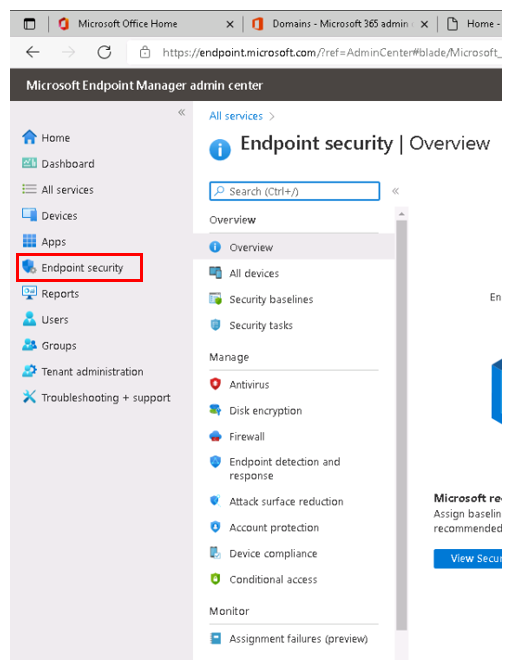 Microsoft Office Home
Domains - Microsoft 365 admin
Home -
https://endpoint.microsoft.com/?ref=AdminCenter#blade/Microsoft_
Microsoft Endpoint Manager admin center
Home
Dashboard
All services
Devices
Apps
Endpoint security
Reports
Users
Groups
Tenant administration
Troubleshooting + support
All services >
Endpoint security | Overview
Search (Ctrl+/)
Overview
Overview
All devices
Security baselines
Security tasks
Manage
Antivirus
Disk encryption
Firewall
Endpoint detection and
response
Attack surface reduction
Account protection
Device compliance
Conditional access
Monitor
Assignment failures (preview)
En
Microsoft re
Assign baselin
recommended
View Secur